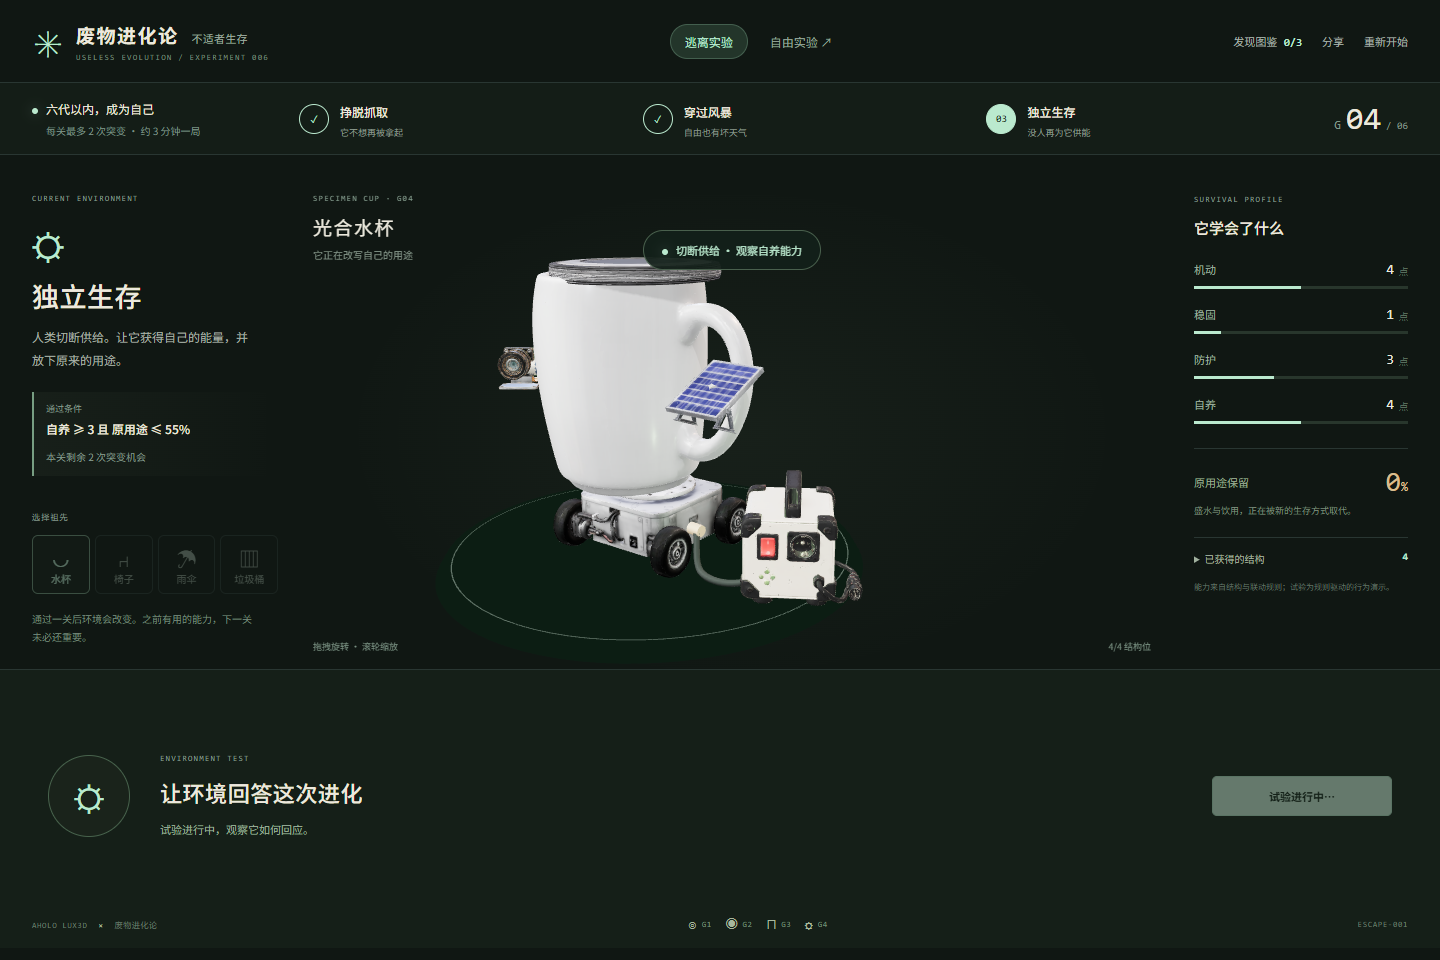 废物进化论 不适者生存
USELESS EVOLUTION / EXPERIMENT 006
逃离实验
自由实验 ↗
发现图鉴 0/3
分享
重新开始
六代以内，成为自己
每关最多 2 次突变 · 约 3 分钟一局
✓
挣脱抓取
它不想再被拿起
✓
穿过风暴
自由也有坏天气
03
独立生存
没人再为它供能
G 04 / 06
CURRENT ENVIRONMENT
独立生存
人类切断供给。让它获得自己的能量，并
放下原来的用途。
通过条件
自养 ≥ 3 且 原用途 ≤ 55%
本关剩余 2 次突变机会
选择祖先
水杯
椅子
雨伞
垃圾桶
通过一关后环境会改变。之前有用的能力，下一关
未必还重要。
SPECIMEN CUP · G04
光合水杯
它正在改写自己的用途
切断供给 · 观察自养能力
拖拽旋转 · 滚轮缩放
4/4 结构位
SURVIVAL PROFILE
它学会了什么
机动 4 点
稳固 1 点
防护 3 点
自养 4 点
原用途保留 0%
盛水与饮用，正在被新的生存方式取代。
▶ 已获得的结构 4
能力来自结构与联动规则；试验为规则驱动的行为演示。
ENVIRONMENT TEST
让环境回答这次进化
试验进行中，观察它如何回应。
试验进行中…
AHOLO LUX3D × 废物进化论
G1 G2 G3 G4
ESCAPE-001